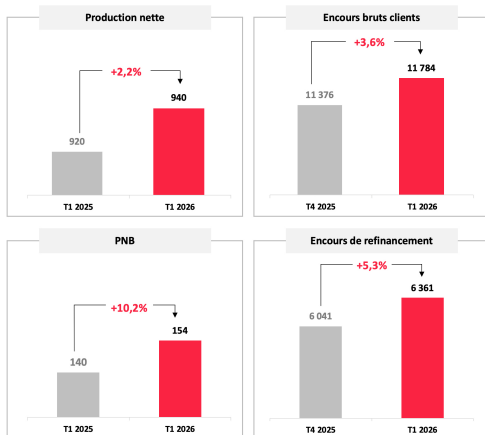 Production nette
+2,2%
940
920
T1 2025 T1 2026
Encours bruts clients
+3,6%
11 784
11 376
T4 2025 T1 2026
PNB
+10,2%
154
140
T1 2025 T1 2026
Encours de refinancement
+5,3%
6 361
6 041
T4 2025 T1 2026